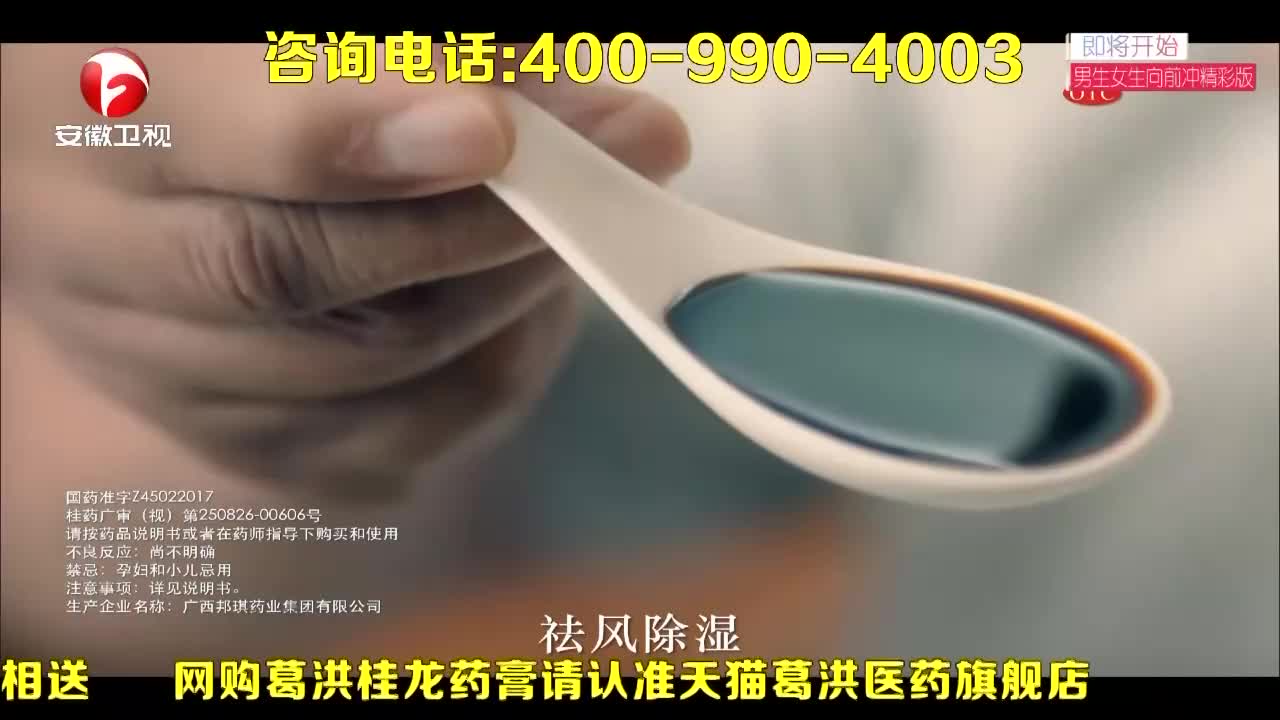 咨询电话:400-990-4003
即将开始
男生女生向前冲精彩版
OTC
安徽卫视
国药准字Z45022017
桂药广审（视）第250826-00606号
请按药品说明书或者在药师指导下购买和使用
不良反应：尚不明确
禁忌：孕妇和小儿忌用
注意事项：详见说明书。
生产企业名称：广西邦琪药业集团有限公司
祛风除湿
相送 网购葛洪桂龙药膏请认准天猫葛洪医药旗舰店